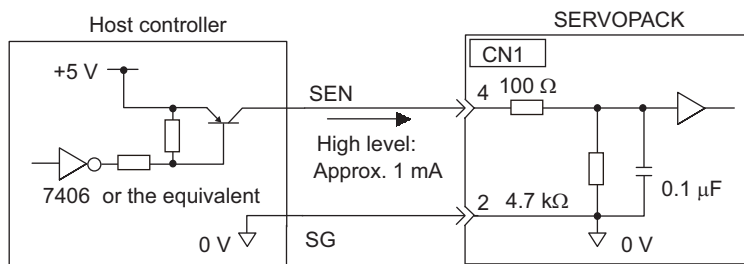 Host controller
SERVOPACK
CN1
+5 V
SEN
4
100 Ω
High level:
Approx. 1 mA
7406 or the equivalent
2
4.7 kΩ
0.1 μF
0 V
SG
0 V